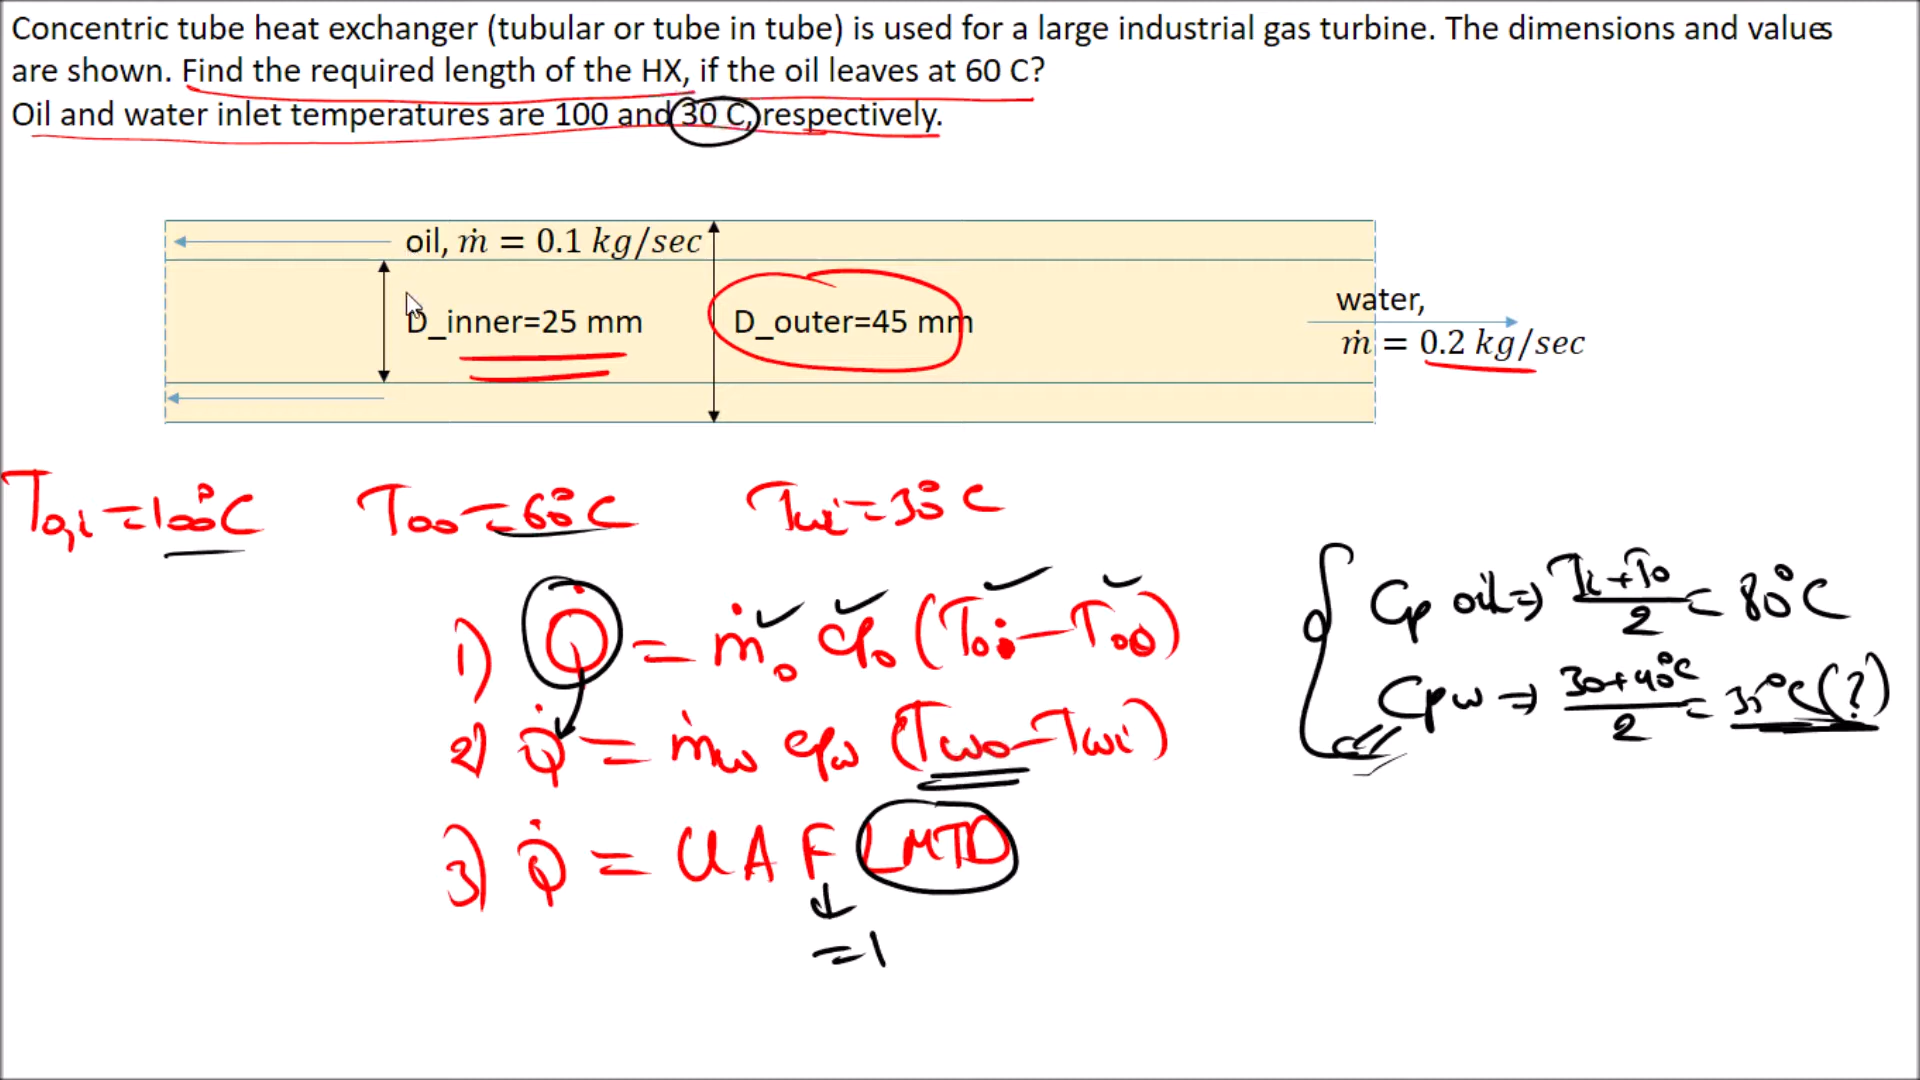 Concentric tube heat exchanger (tubular or tube in tube) is used for a large industrial gas turbine. The dimensions and values
are shown. Find the required length of the HX, if the oil leaves at 60 C?
Oil and water inlet temperatures are 100 and 30 C, respectively.
oil, ṁ = 0.1 kg/sec
D_inner=25 mm
D_outer=45 mm
water,
ṁ = 0.2 kg/sec
To,i = 100°C Too = 60°C Twi = 30°C
1) Q̇ = ṁo cpo (Toi - Too)
2) Q̇ = ṁw cpw (Two - Twi)
3) Q̇ = U A F LMTD
↓
= 1
Cp oil ⇒ Ti + To / 2 = 80°C
Cpw ⇒ 30 + 40°C / 2 = 35°C (?)